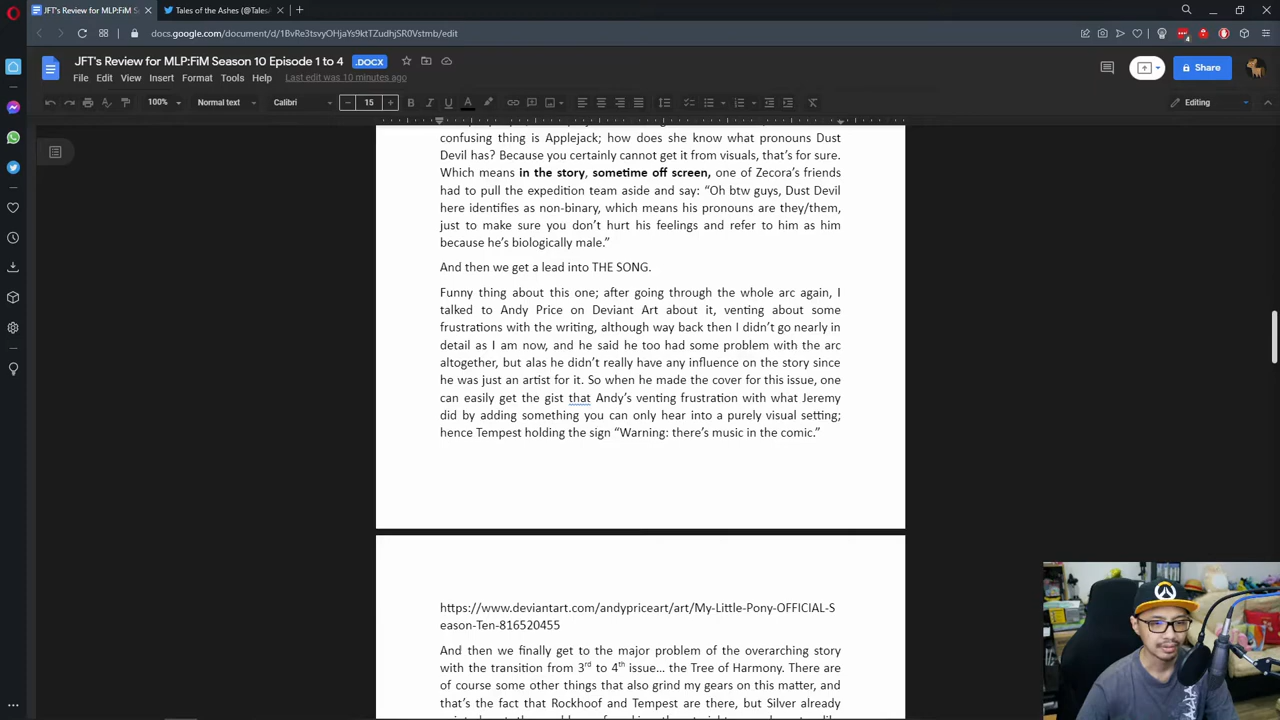 JFT's Review for MLP:FiM Season 10
Tales of the Ashes (@Tales
docs.google.com/document/d/1BvRe3tsvyOHjaYs9ktTZudhjSR0Vstmb/edit
JFT's Review for MLP:FiM Season 10 Episode 1 to 4 .DOCX
File Edit View Insert Format Tools Help Last edit was 10 minutes ago
Share
100% Normal text Calibri 15 Editing
confusing thing is Applejack; how does she know what pronouns Dust
Devil has? Because you certainly cannot get it from visuals, that's for sure.
Which means in the story, sometime off screen, one of Zecora's friends
had to pull the expedition team aside and say: “Oh btw guys, Dust Devil
here identifies as non-binary, which means his pronouns are they/them,
just to make sure you don't hurt his feelings and refer to him as him
because he's biologically male.”
And then we get a lead into THE SONG.
Funny thing about this one; after going through the whole arc again, I
talked to Andy Price on Deviant Art about it, venting about some
frustrations with the writing, although way back then I didn't go nearly in
detail as I am now, and he said he too had some problem with the arc
altogether, but alas he didn't really have any influence on the story since
he was just an artist for it. So when he made the cover for this issue, one
can easily get the gist that Andy's venting frustration with what Jeremy
did by adding something you can only hear into a purely visual setting;
hence Tempest holding the sign “Warning: there's music in the comic.”
https://www.deviantart.com/andypriceart/art/My-Little-Pony-OFFICIAL-S
eason-Ten-816520455
And then we finally get to the major problem of the overarching story
with the transition from 3rd to 4th issue… the Tree of Harmony. There are
of course some other things that also grind my gears on this matter, and
that's the fact that Rockhoof and Tempest are there, but Silver already